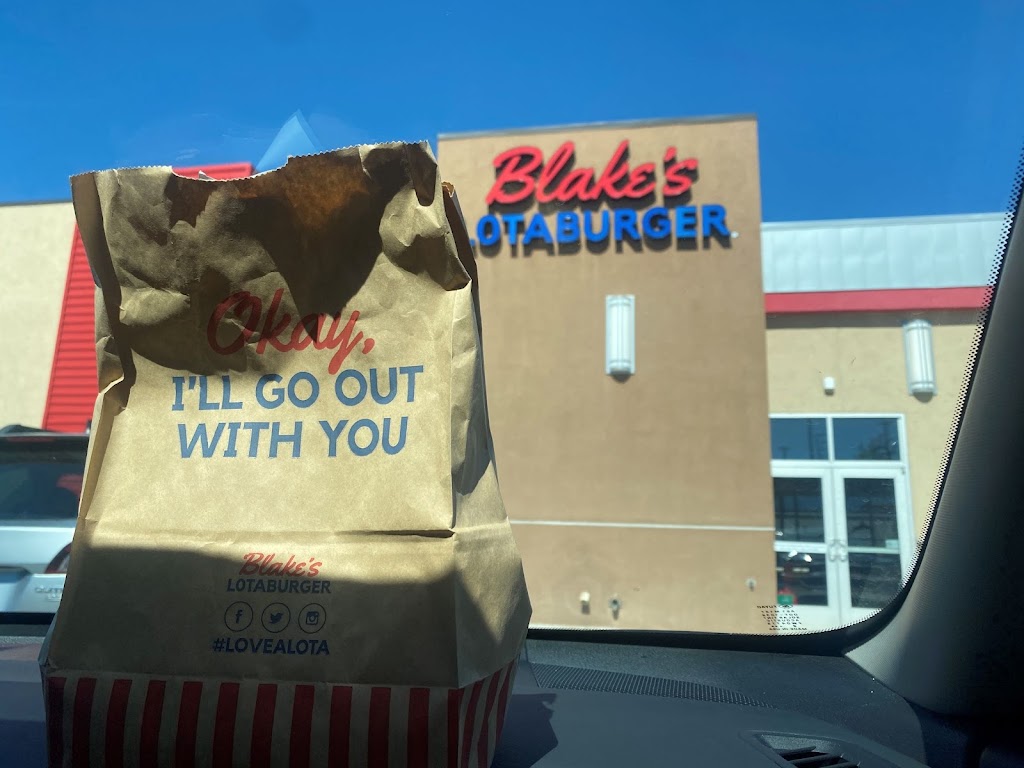 Blake's
LOTABURGER
Okay,
I'LL GO OUT
WITH YOU
Blake's
LOTABURGER
#LOVEALOTA